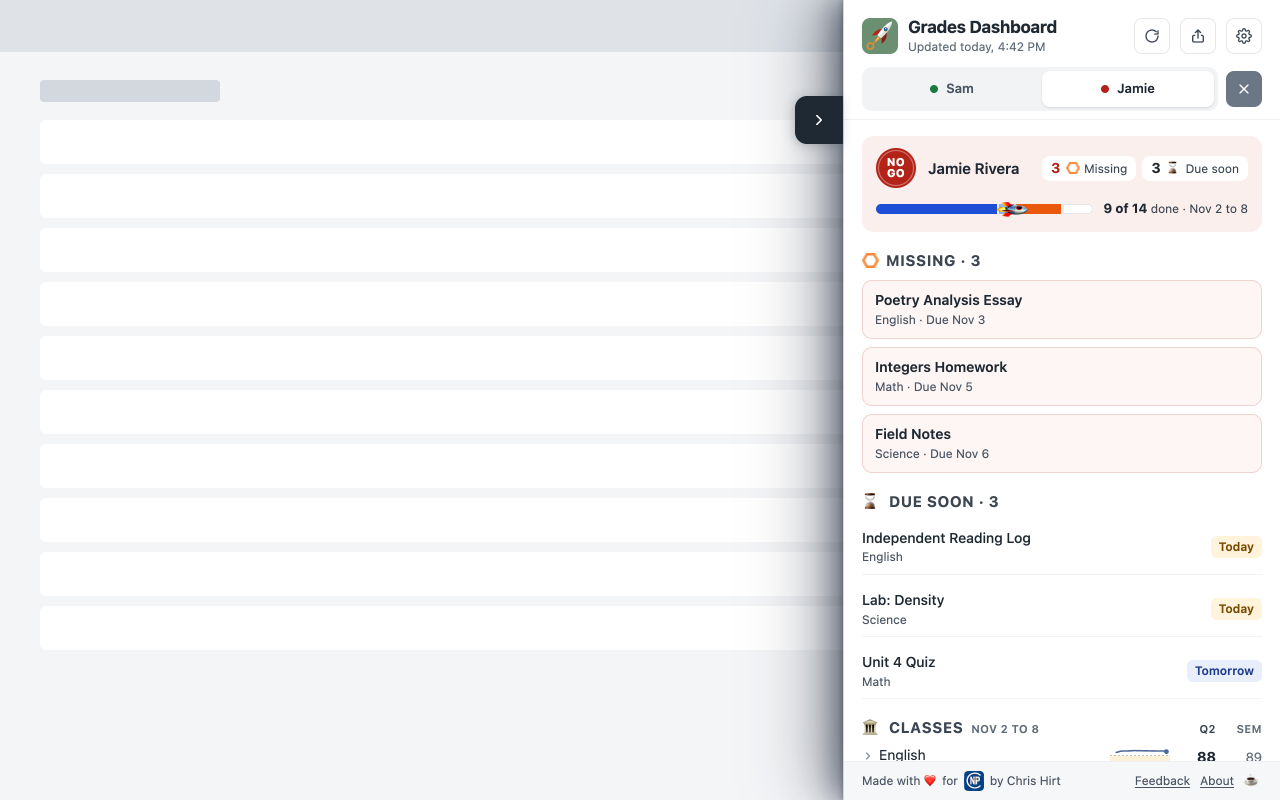 Grades Dashboard
Updated today, 4:42 PM
Sam
Jamie
NO GO
Jamie Rivera
3 Missing
3 Due soon
9 of 14 done · Nov 2 to 8
MISSING · 3
Poetry Analysis Essay
English · Due Nov 3
Integers Homework
Math · Due Nov 5
Field Notes
Science · Due Nov 6
DUE SOON · 3
Independent Reading Log
English
Today
Lab: Density
Science
Today
Unit 4 Quiz
Math
Tomorrow
CLASSES NOV 2 TO 8 Q2 SEM
English 88 89
Made with ❤️ for NP by Chris Hirt
Feedback About